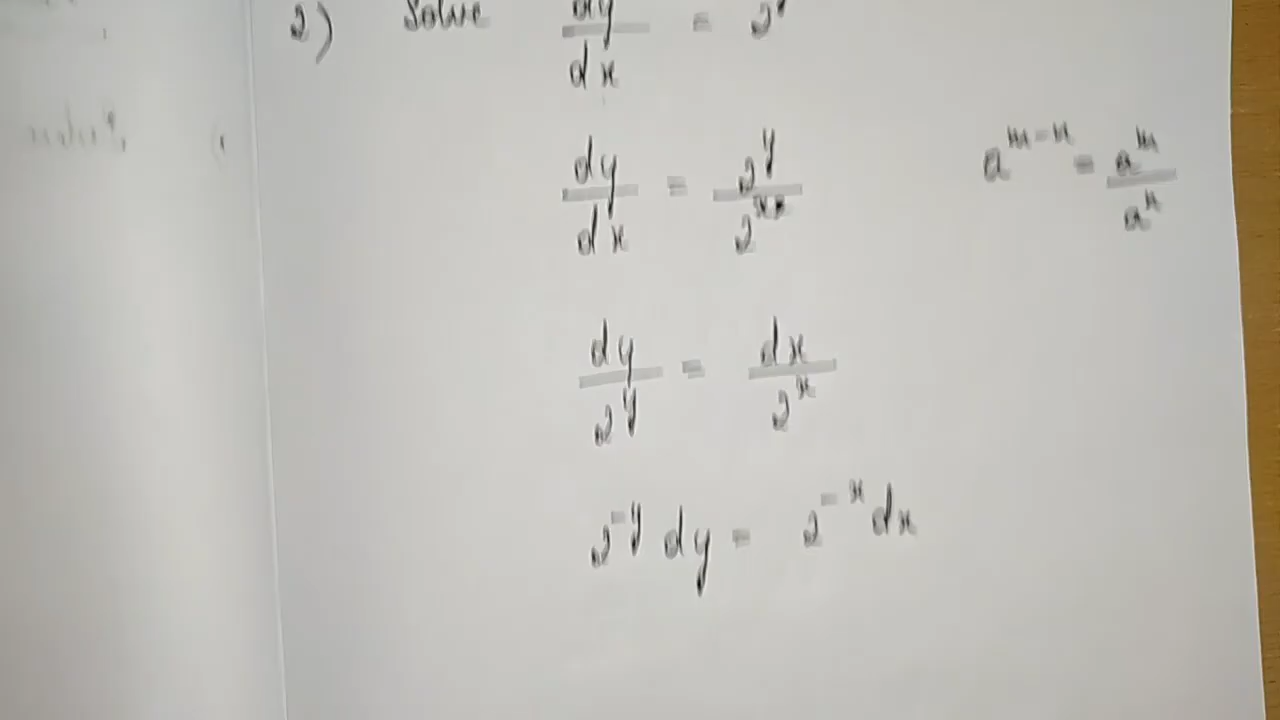 2) Solve dy/dx = 2
dy/dx = 2^y/2^x a^{m-n} = a^m/a^n
dy/2^y = dx/2^x
2^{-y} dy = 2^{-x} dx